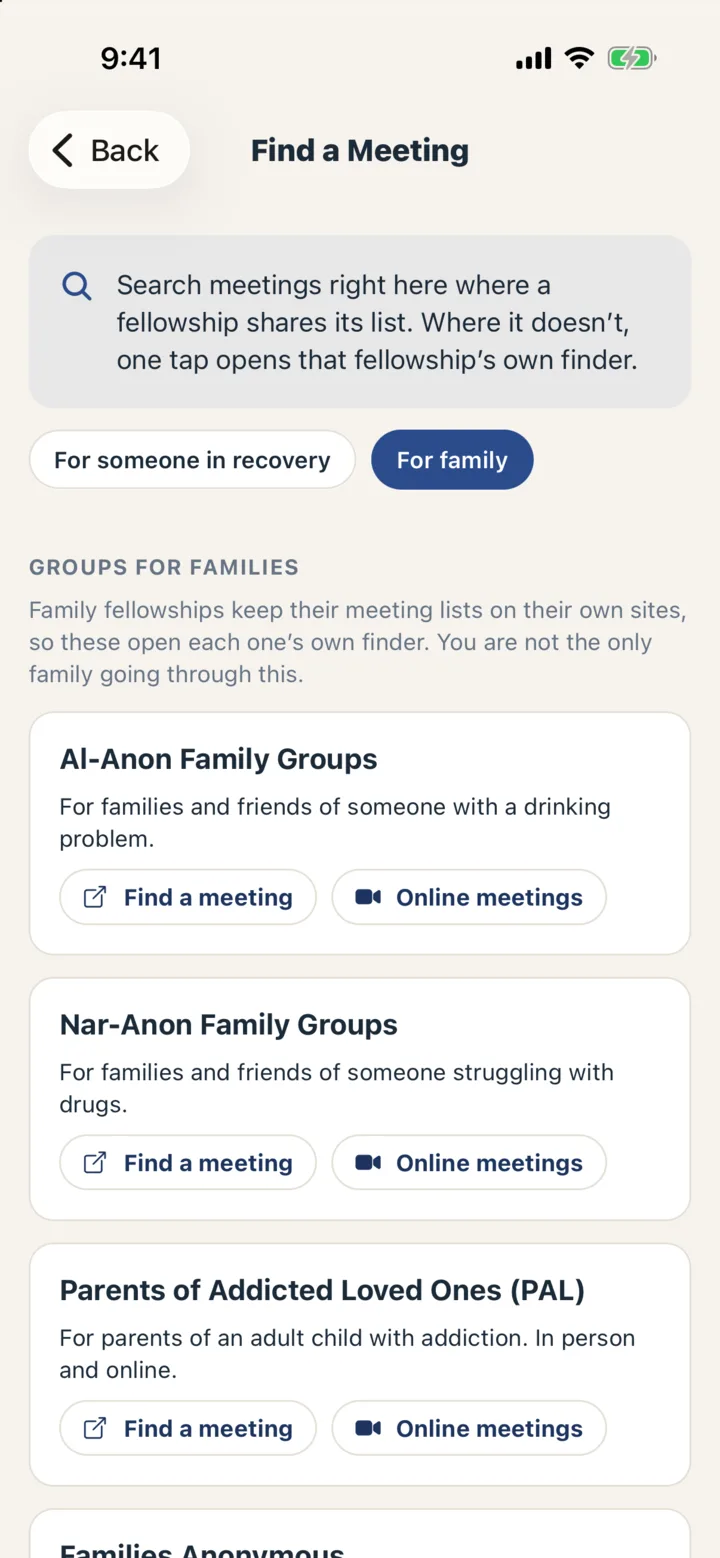 9:41
Back
Find a Meeting
Search meetings right here where a
fellowship shares its list. Where it doesn’t,
one tap opens that fellowship’s own finder.
For someone in recovery
For family
GROUPS FOR FAMILIES
Family fellowships keep their meeting lists on their own sites,
so these open each one’s own finder. You are not the only
family going through this.
Al-Anon Family Groups
For families and friends of someone with a drinking
problem.
Find a meeting
Online meetings
Nar-Anon Family Groups
For families and friends of someone struggling with
drugs.
Find a meeting
Online meetings
Parents of Addicted Loved Ones (PAL)
For parents of an adult child with addiction. In person
and online.
Find a meeting
Online meetings
Families Anonymous